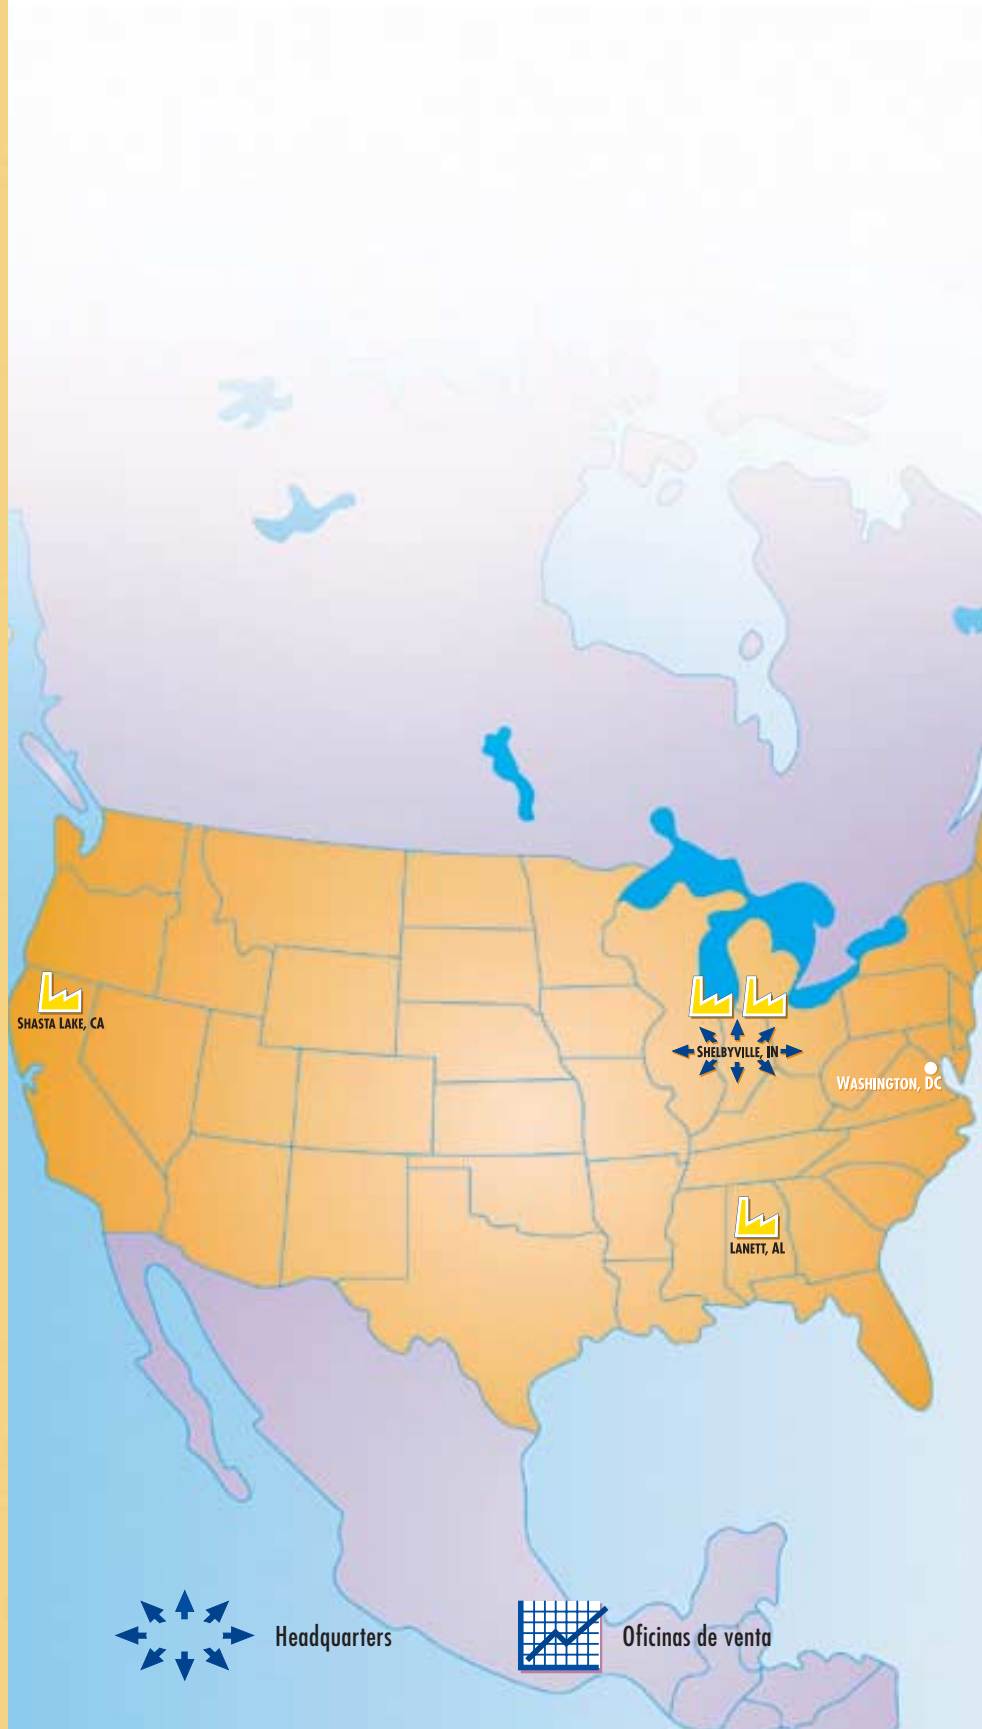 SHASTA LAKE, CA
SHELBYVILLE, IN
WASHINGTON, DC
LANETT, AL
Headquarters
Oficinas de venta